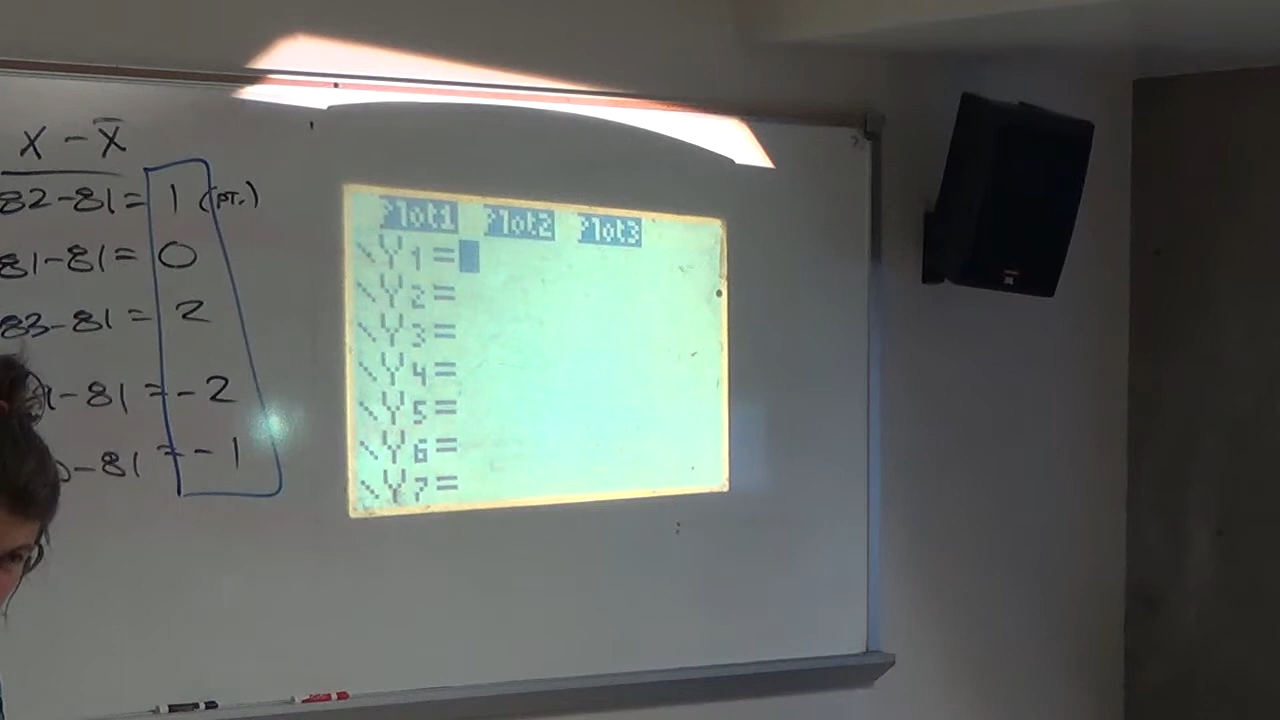 X - X̄
82-81= 1 (pt.)
81-81= 0
83-81= 2
-81 = -2
-81 = -1
Plot1 Plot2 Plot3
\Y1=
\Y2=
\Y3=
\Y4=
\Y5=
\Y6=
\Y7=